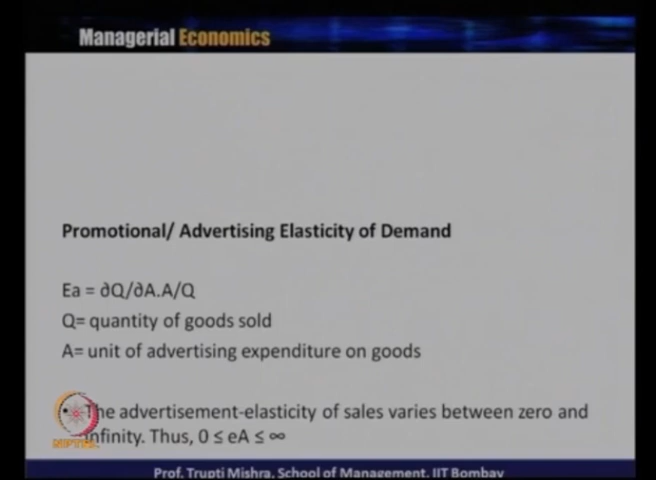 Managerial Economics
Promotional/ Advertising Elasticity of Demand
Ea = ∂Q/∂A.A/Q
Q= quantity of goods sold
A= unit of advertising expenditure on goods
The advertisement-elasticity of sales varies between zero and
infinity. Thus, 0 ≤ eA ≤ ∞
NPTEL
Prof. Trupti Mishra, School of Management, IIT Bombay